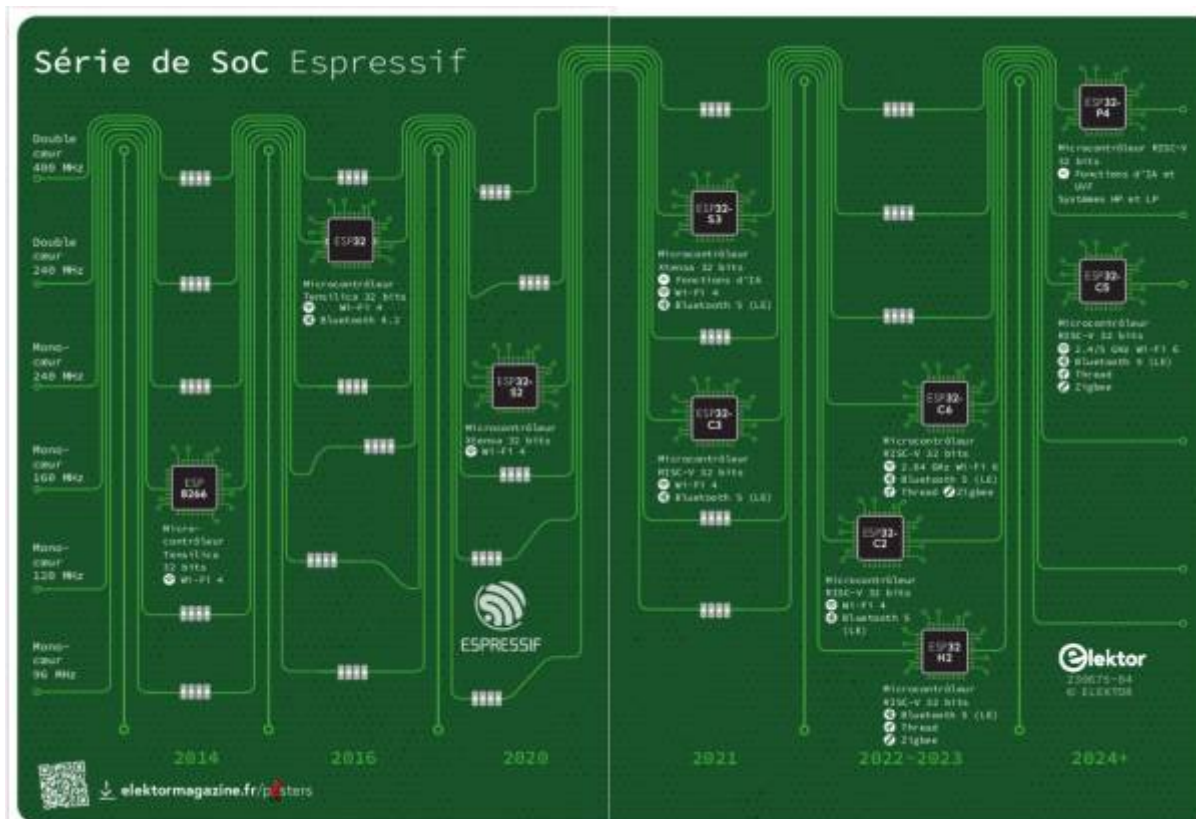 Série de SoC Espressif
Double
cœur
400 MHz
Double
cœur
240 MHz
Mono-
cœur
240 MHz
Mono-
cœur
160 MHz
Mono-
cœur
120 MHz
Mono-
cœur
96 MHz
ESP
8266
Micro-
contrôleur
Tensilica
32 bits
Wi-Fi 4
2014
ESP32
Microcontrôleur
Tensilica 32 bits
Wi-Fi 4
Bluetooth 4.2
2016
ESP32-
S2
Microcontrôleur
Xtensa 32 bits
Wi-Fi 4
ESPRESSIF
2020
ESP32-
S3
Microcontrôleur
Xtensa 32 bits
Fonctions d'IA
Wi-Fi 4
Bluetooth 5 (LE)
ESP32-
C3
Microcontrôleur
RISC-V 32 bits
Wi-Fi 4
Bluetooth 5 (LE)
2021
ESP32-
C6
Microcontrôleur
RISC-V 32 bits
GHz Wi-Fi 6
Bluetooth 5 (LE)
Thread Zigbee
ESP32-
C2
Microcontrôleur
RISC-V 32 bits
Wi-Fi 4
Bluetooth 5
(LE)
ESP32
H2
Microcontrôleur
RISC-V 32 bits
Bluetooth 5 (LE)
Thread
Zigbee
2022-2023
ESP32-
P4
Microcontrôleur RISC-V
32 bits
Fonctions d'IA et
Systèmes HP et LP
ESP32-
C5
Microcontrôleur
RISC-V 32 bits
2.4/5 GHz Wi-Fi 6
Bluetooth 5 (LE)
Thread
Zigbee
elektor
230675-04
© ELEKTOR
2024+
elektormagazine.fr/posters